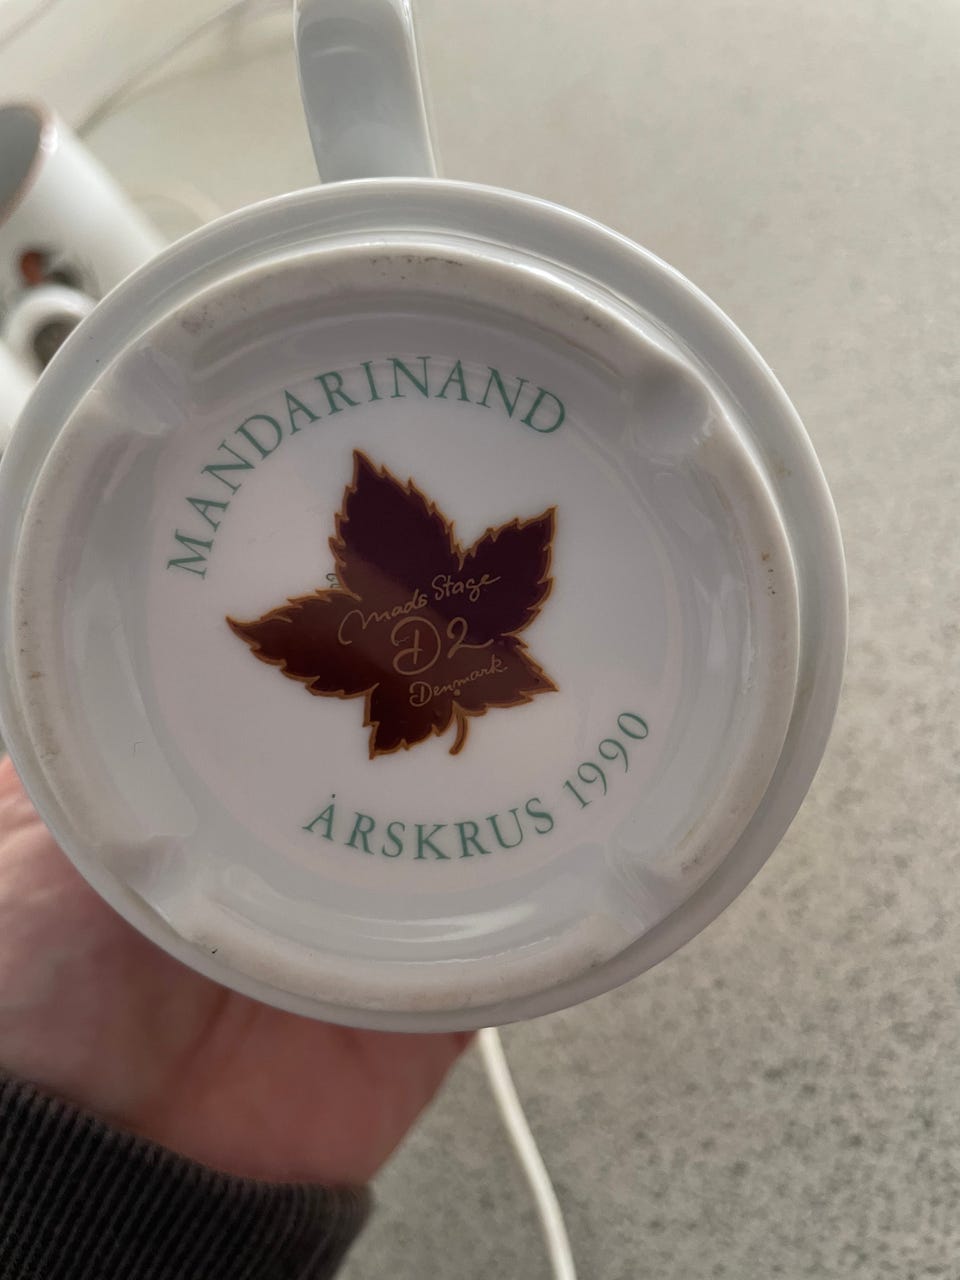 MANDARINAND
Mads Stage
D2
Denmark
ÅRSKRUS 1990